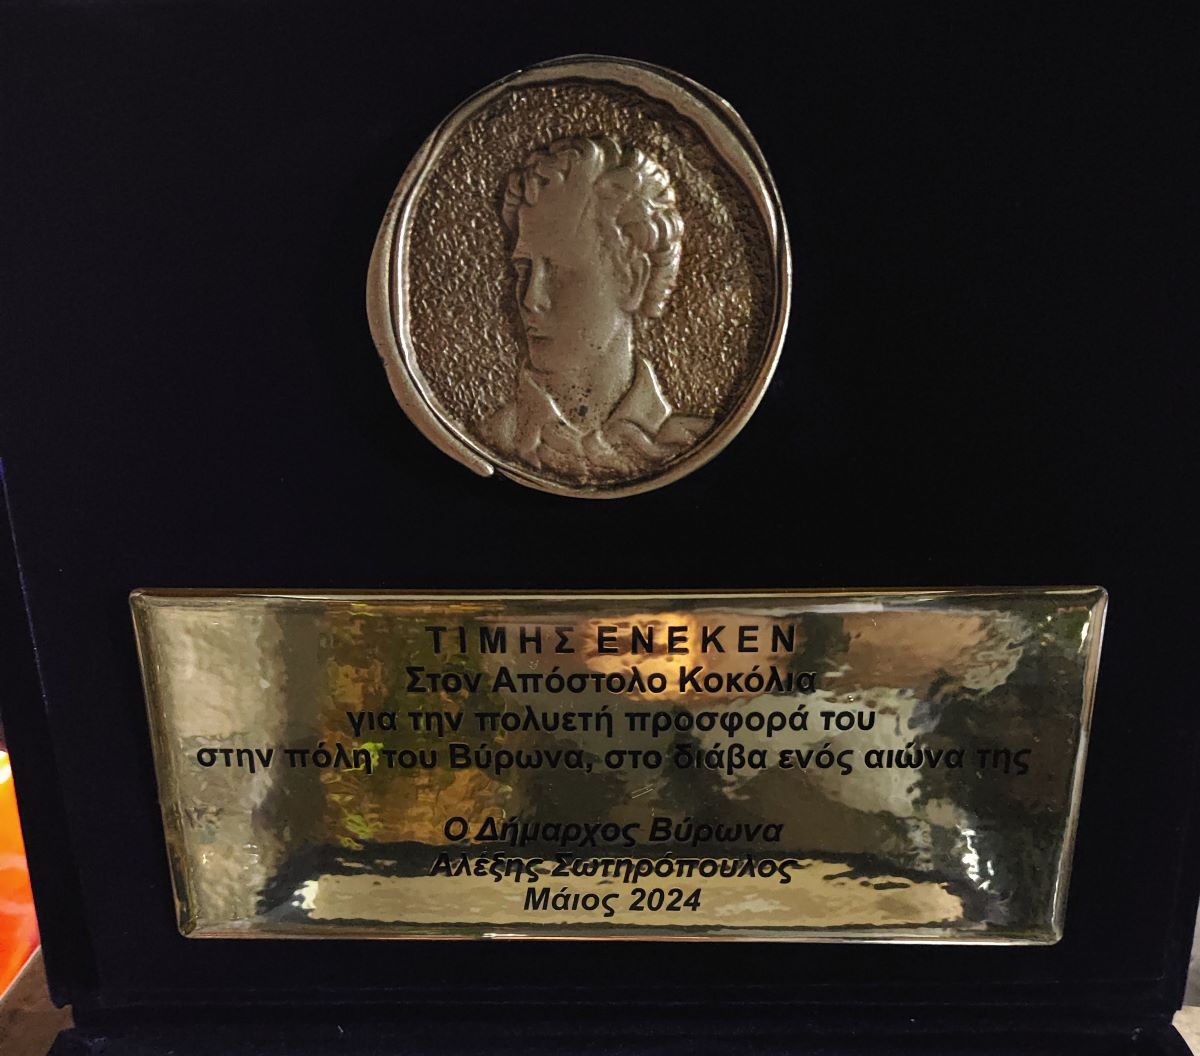 ΤΙΜΗΣ ΕΝΕΚΕΝ
Στον Απόστολο Κοκόλια
για την πολυετή προσφορά του
στην πόλη του Βύρωνα, στο διάβα ενός αιώνα της
Ο Δήμαρχος Βύρωνα
Αλέξης Σωτηρόπουλος
Μάιος 2024